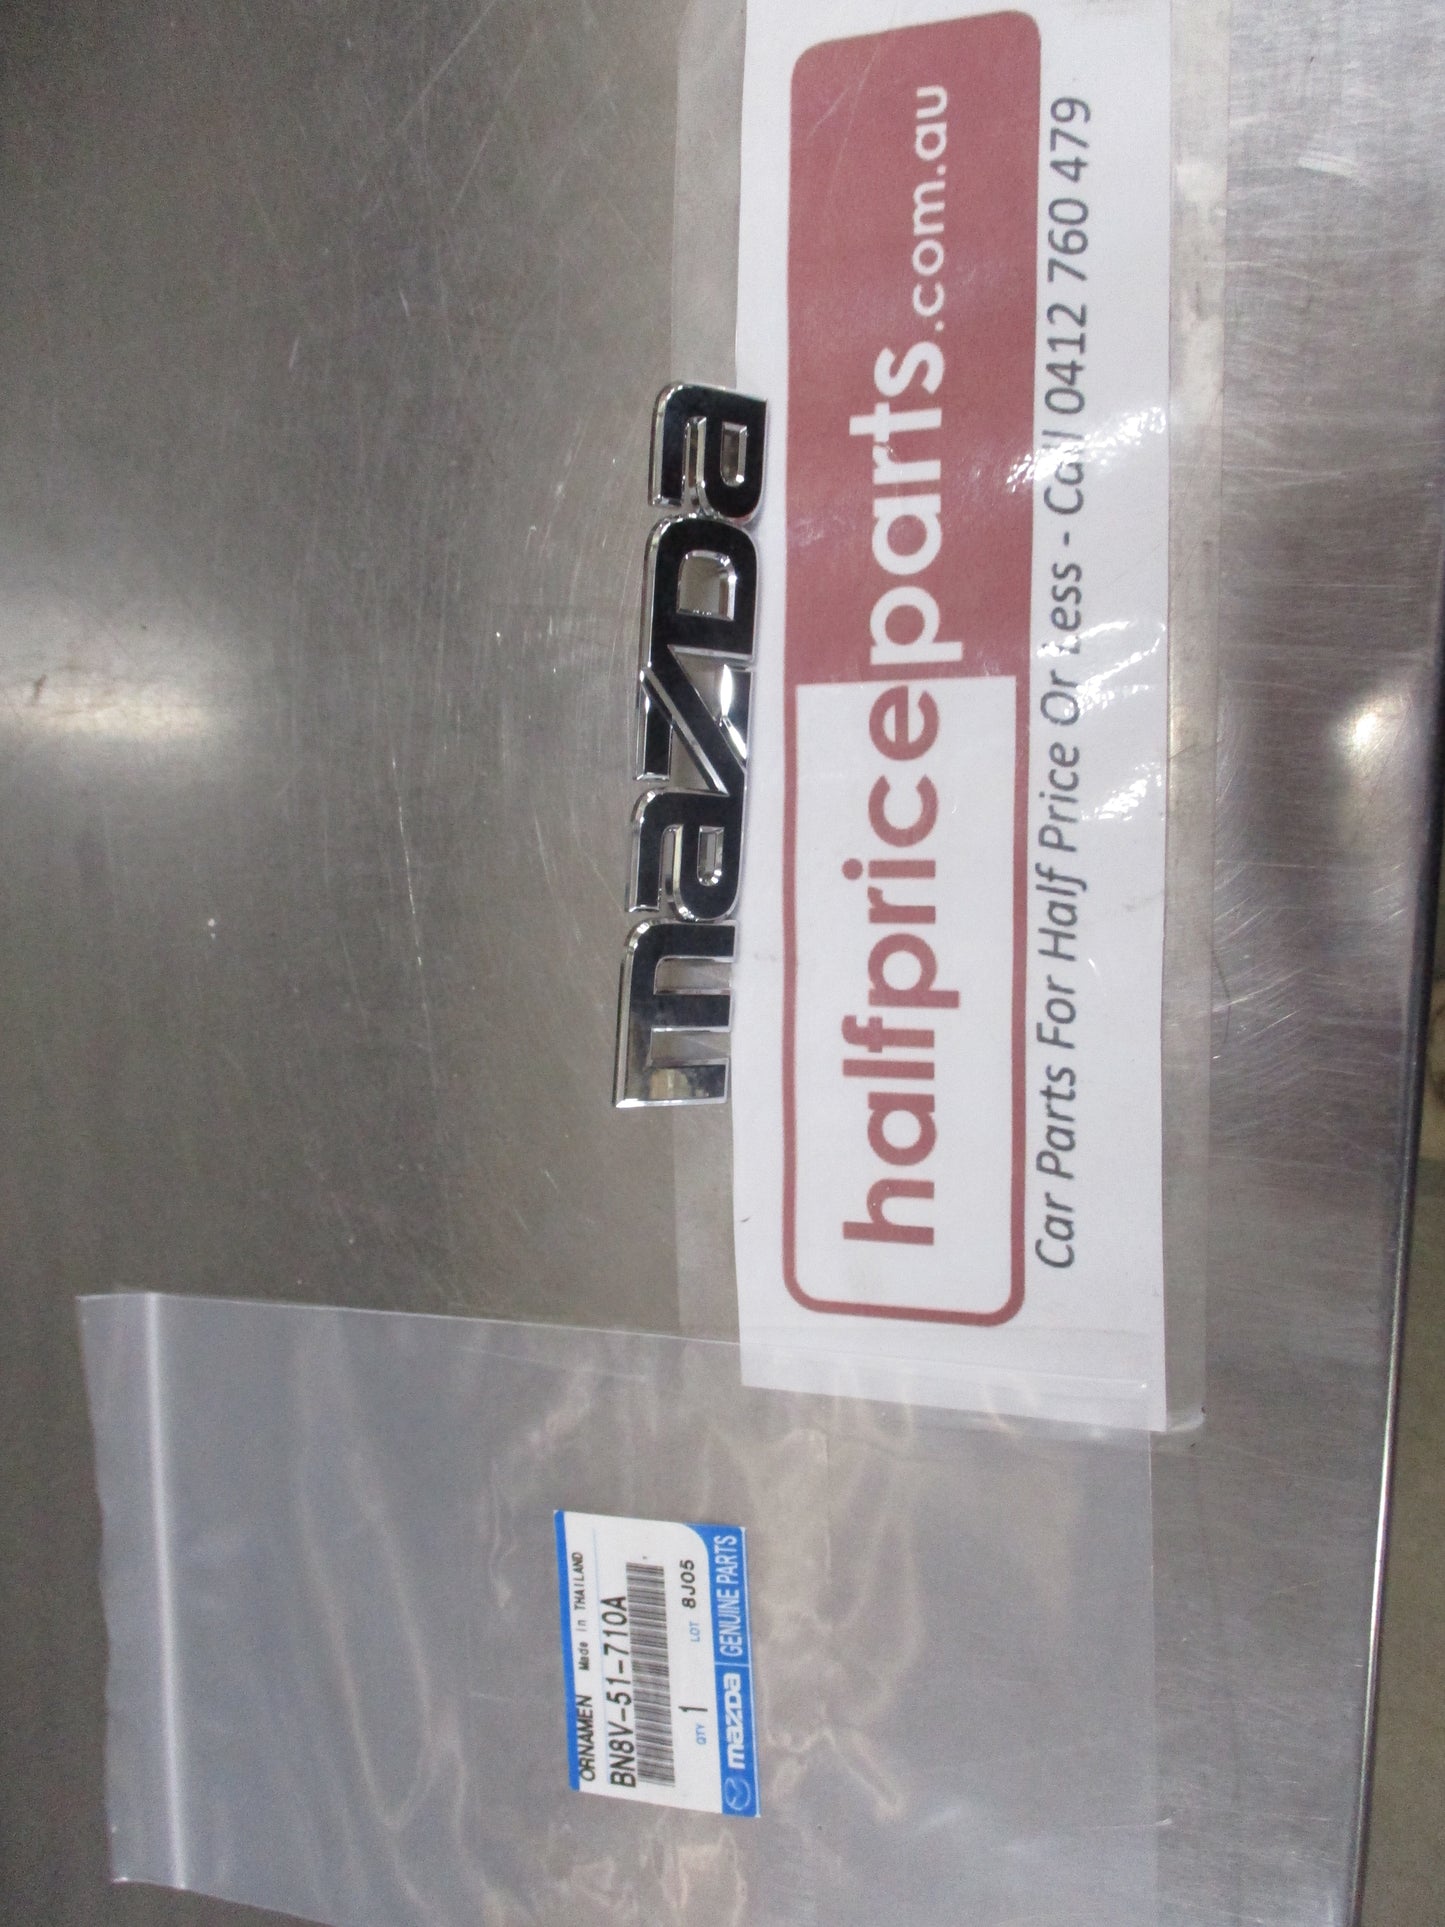 mazda
halfpriceparts.com.au
Car Parts For Half Price Or Less - Call 0412 760 479
ORNAMEN Made in THAILAND
BN8V-51-710A
QTY 1 LOT 8J05
mazda GENUINE PARTS